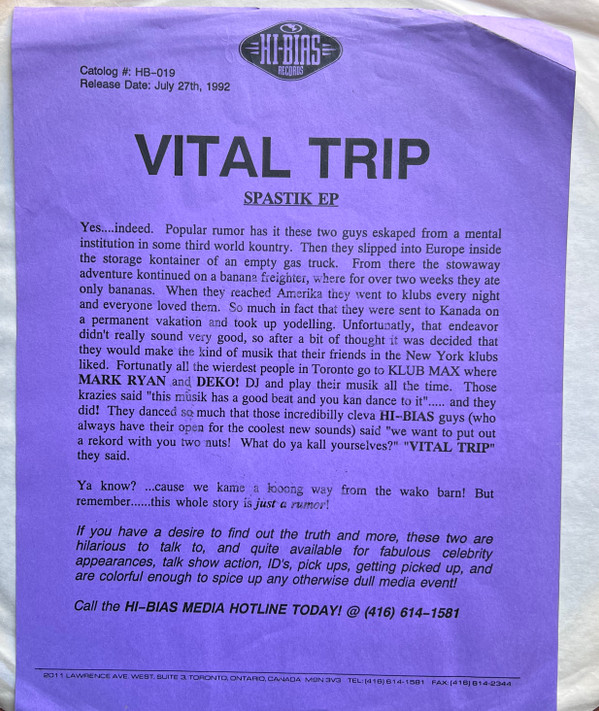 HI-BIAS
RECORDS
Catolog #: HB-019
Release Date: July 27th, 1992
VITAL TRIP
SPASTIK EP
Yes....indeed. Popular rumor has it these two guys eskaped from a mental
institution in some third world kountry. Then they slipped into Europe inside
the storage kontainer of an empty gas truck. From there the stowaway
adventure kontinued on a banana freighter, where for over two weeks they ate
only bananas. When they reached Amerika they went to klubs every night
and everyone loved them. So much in fact that they were sent to Kanada on
a permanent vakation and took up yodelling. Unfortunatly, that endeavor
didn't really sound very good, so after a bit of thought it was decided that
they would make the kind of musik that their friends in the New York klubs
liked. Fortunatly all the wierdest people in Toronto go to KLUB MAX where
MARK RYAN and DEKO! DJ and play their musik all the time. Those
krazies said "this musik has a good beat and you kan dance to it"..... and they
did! They danced so much that those incredibilly cleva HI-BIAS guys (who
always have their open for the coolest new sounds) said "we want to put out
a rekord with you two nuts! What do ya kall yourselves?" "VITAL TRIP"
they said.
Ya know? ...cause we kame a looong way from the wako barn! But
remember......this whole story is just a rumor!
If you have a desire to find out the truth and more, these two are
hilarious to talk to, and quite available for fabulous celebrity
appearances, talk show action, ID's, pick ups, getting picked up, and
are colorful enough to spice up any otherwise dull media event!
Call the HI-BIAS MEDIA HOTLINE TODAY! @ (416) 614-1581
2011 LAWRENCE AVE. WEST, SUITE 3, TORONTO, ONTARIO, CANADA M9N 3V3 TEL: (416) 614-1581 FAX: (416) 614-2344